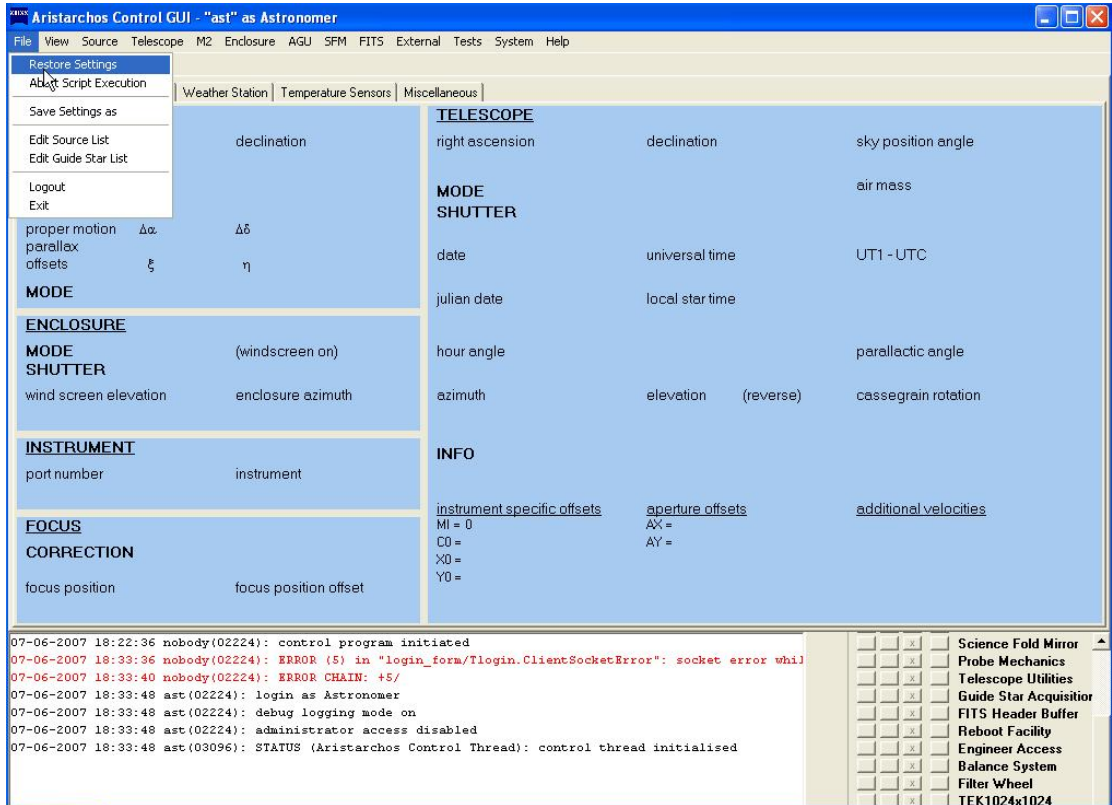 Aristarchos Control GUI - "ast" as Astronomer
File View Source Telescope M2 Enclosure AGU SFM FITS External Tests System Help
Restore Settings
Abort Script Execution
Save Settings as
Edit Source List
Edit Guide Star List
Logout
Exit
Weather Station Temperature Sensors Miscellaneous
declination
proper motion Δα Δδ
parallax
offsets ξ η
MODE
ENCLOSURE
MODE (windscreen on)
SHUTTER
wind screen elevation enclosure azimuth
INSTRUMENT
port number instrument
FOCUS
CORRECTION
focus position focus position offset
TELESCOPE
right ascension declination sky position angle
MODE air mass
SHUTTER
date universal time UT1 - UTC
julian date local star time
hour angle parallactic angle
azimuth elevation (reverse) cassegrain rotation
INFO
instrument specific offsets aperture offsets additional velocities
MI = 0 AX =
C0 = AY =
X0 =
Y0 =
07-06-2007 18:22:36 nobody(02224): control program initiated
07-06-2007 18:33:36 nobody(02224): ERROR (5) in "login_form/Tlogin.ClientSocketError": socket error whil
07-06-2007 18:33:40 nobody(02224): ERROR CHAIN: +5/
07-06-2007 18:33:48 ast(02224): login as Astronomer
07-06-2007 18:33:48 ast(02224): debug logging mode on
07-06-2007 18:33:48 ast(02224): administrator access disabled
07-06-2007 18:33:48 ast(03096): STATUS (Aristarchos Control Thread): control thread initialised
x Science Fold Mirror
x Probe Mechanics
x Telescope Utilities
x Guide Star Acquisition
x FITS Header Buffer
x Reboot Facility
x Engineer Access
x Balance System
x Filter Wheel
x TEK1024x1024